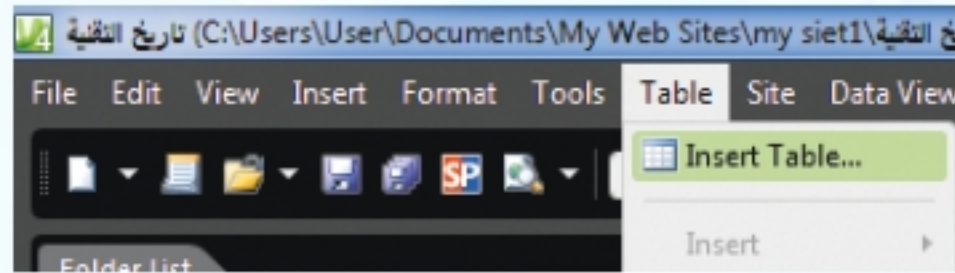 تاريخ التقنية (C:\Users\User\Documents\My Web Sites\my siet1\التقنية
File Edit View Insert Format Tools Table Site Data View
SP
Insert Table...
Insert
Folder List